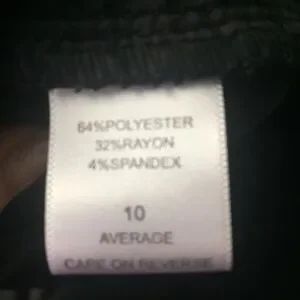 64%POLYESTER
32%RAYON
4%SPANDEX
10
AVERAGE
CARE ON REVERSE